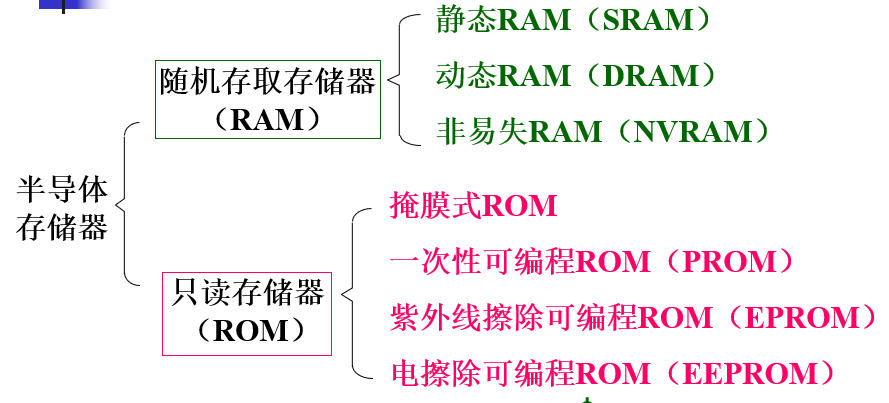 半导体
存储器
随机存取存储器
（RAM）
静态RAM（SRAM）
动态RAM（DRAM）
非易失RAM（NVRAM）
只读存储器
（ROM）
掩膜式ROM
一次性可编程ROM（PROM）
紫外线擦除可编程ROM（EPROM）
电擦除可编程ROM（EEPROM）